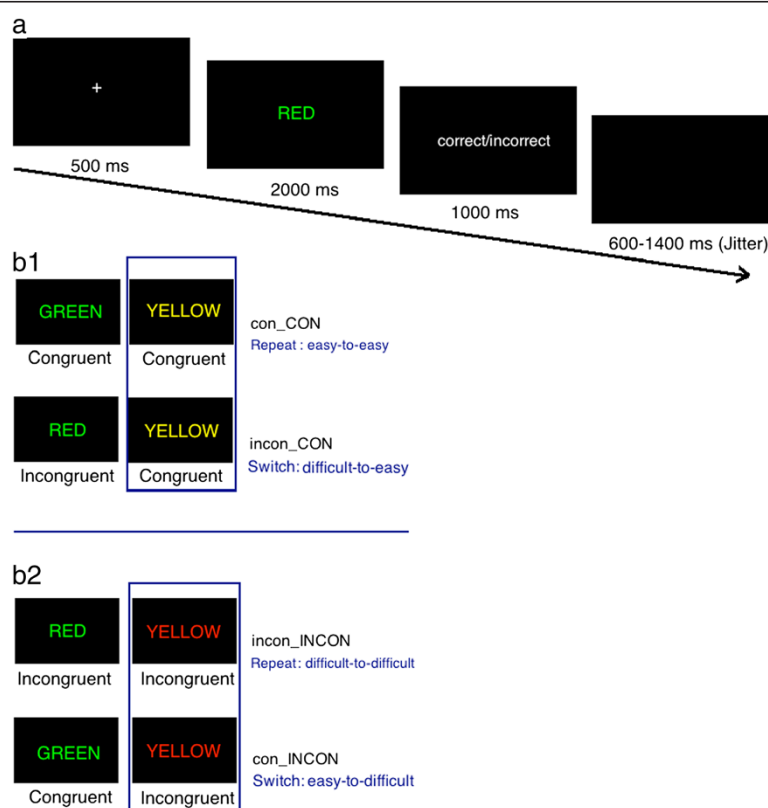 a
+
RED
correct/incorrect
500 ms
2000 ms
1000 ms
600-1400 ms (Jitter)
b1
GREEN
YELLOW
con_CON
Repeat : easy-to-easy
Congruent
Congruent
RED
YELLOW
incon_CON
Switch: difficult-to-easy
Incongruent
Congruent
b2
RED
YELLOW
incon_INCON
Repeat : difficult-to-difficult
Incongruent
Incongruent
GREEN
YELLOW
con_INCON
Switch: easy-to-difficult
Congruent
Incongruent